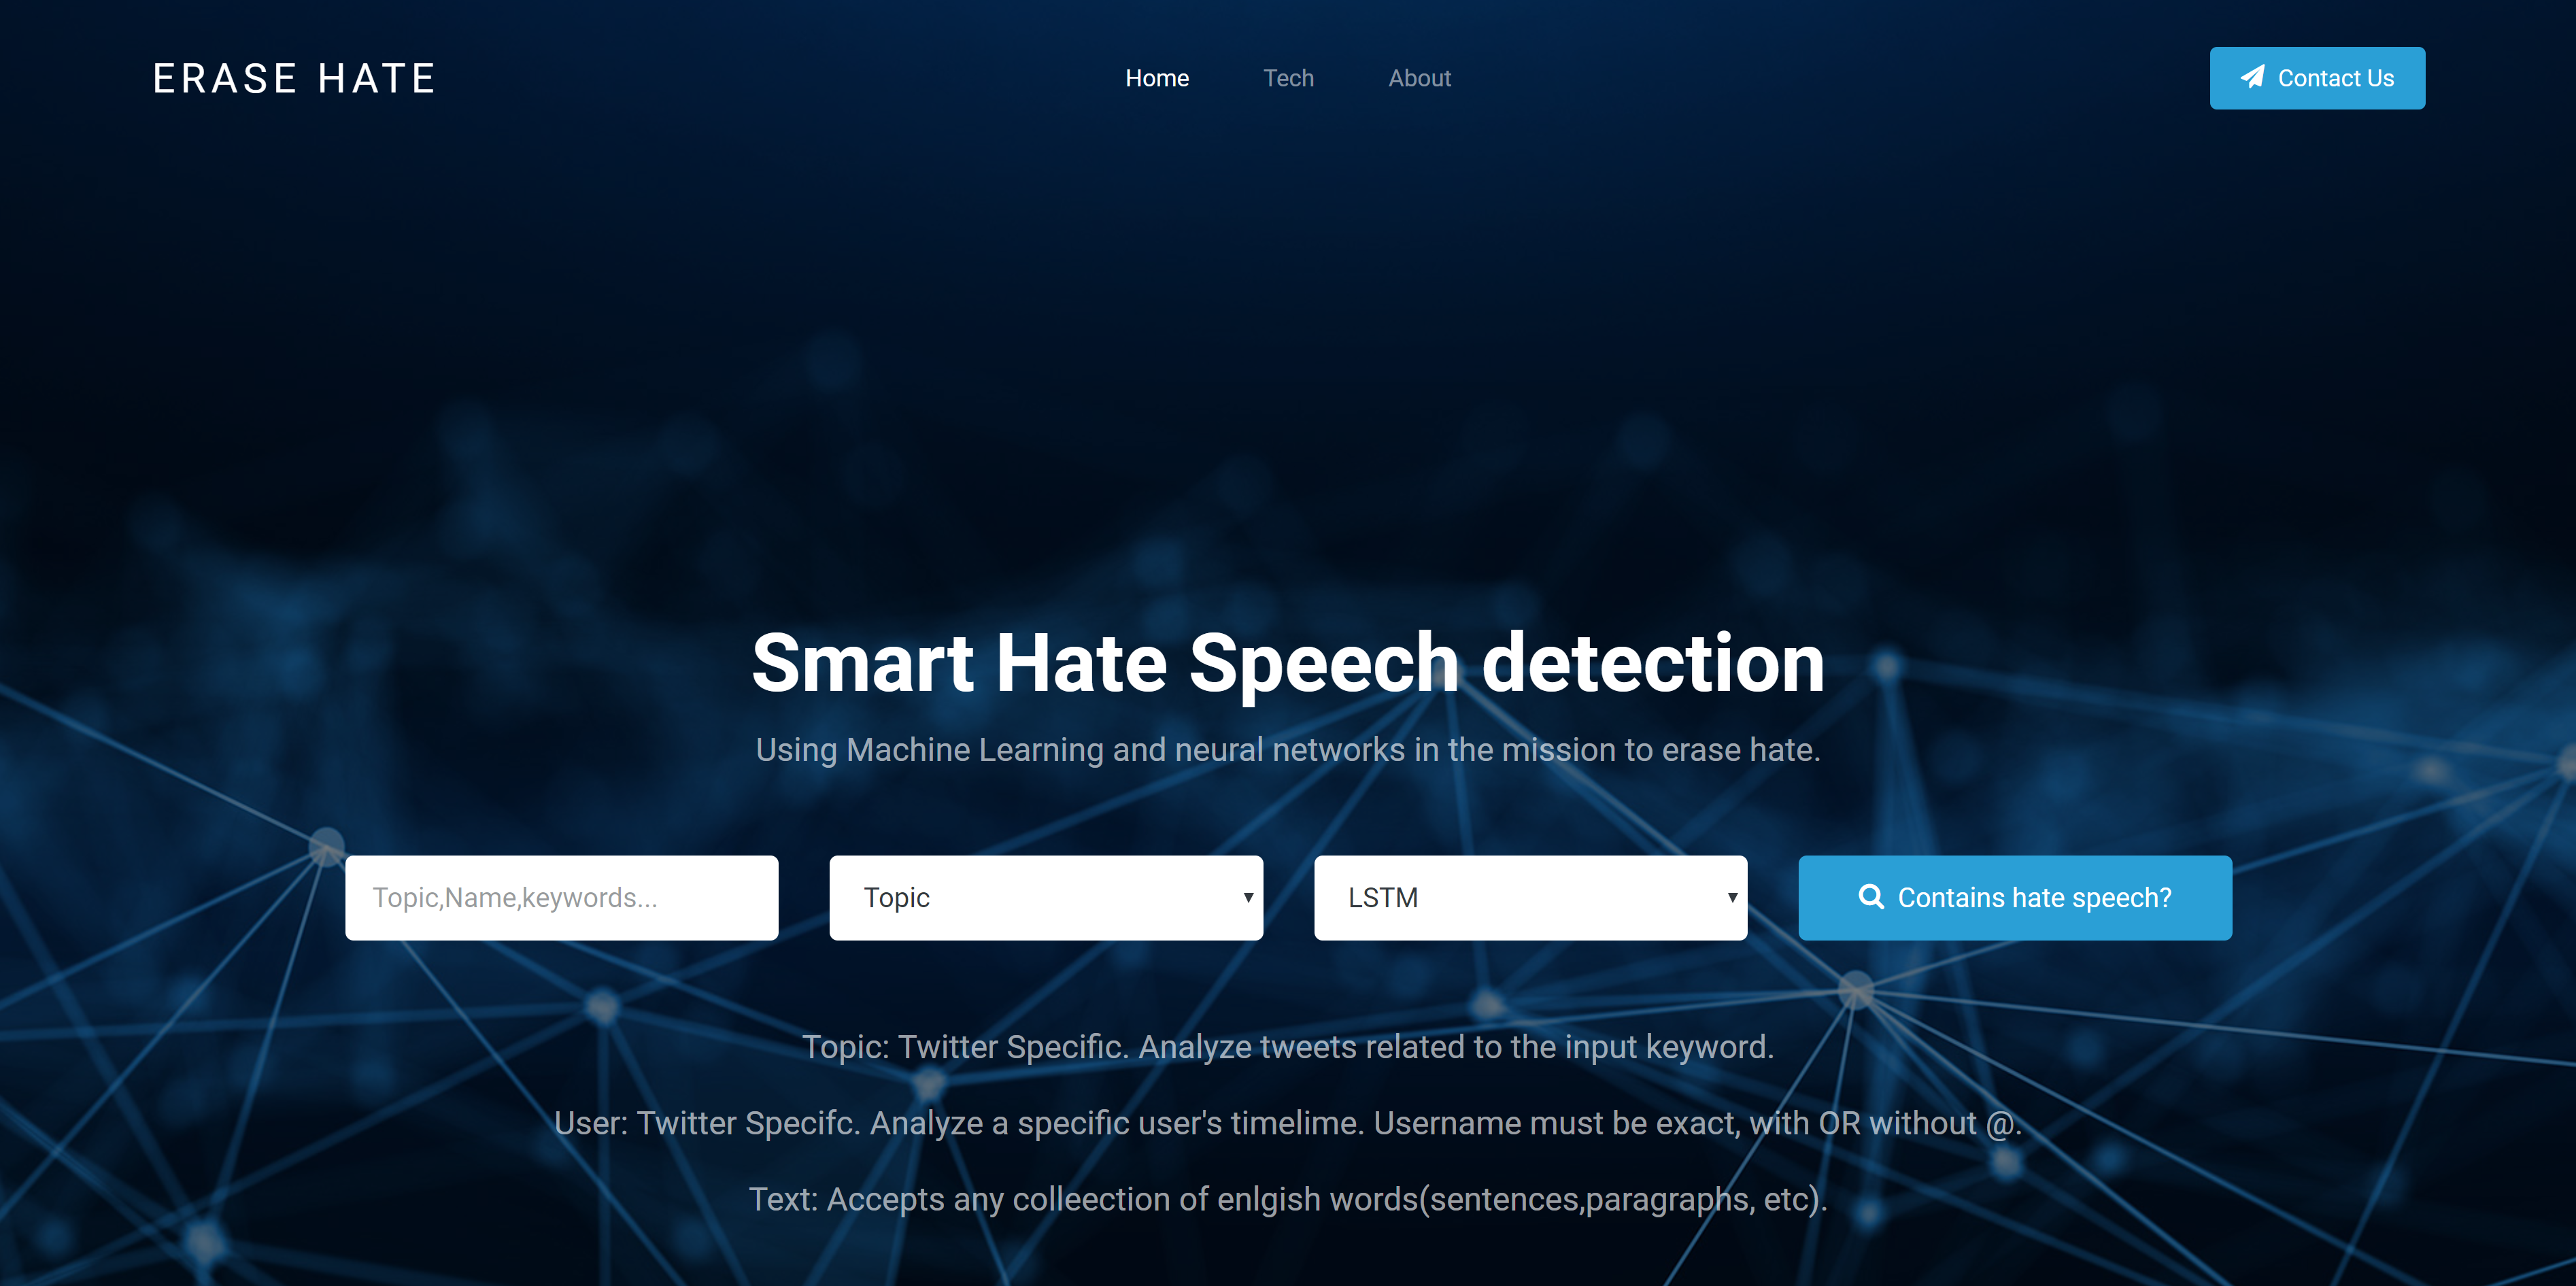 ERASE HATE
Home Tech About
Contact Us
Smart Hate Speech detection
Using Machine Learning and neural networks in the mission to erase hate.
Topic,Name,keywords...
Topic
LSTM
Contains hate speech?
Topic: Twitter Specific. Analyze tweets related to the input keyword.
User: Twitter Specifc. Analyze a specific user's timelime. Username must be exact, with OR without @.
Text: Accepts any colleection of enlgish words(sentences,paragraphs, etc).